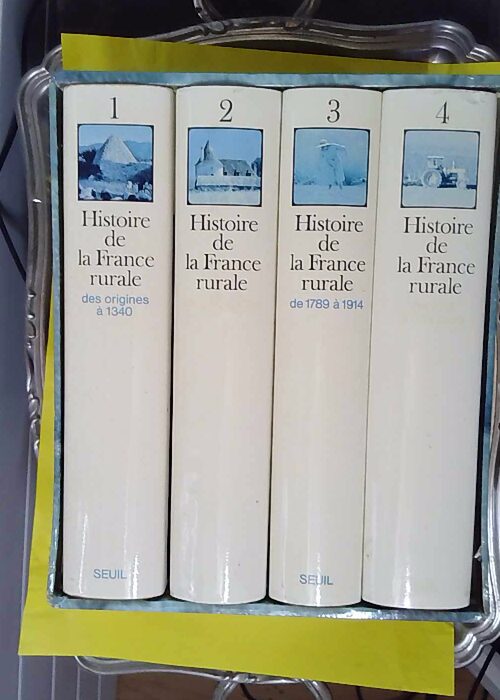 1
Histoire
de
la France
rurale
des origines
à 1340
SEUIL
2
Histoire
de
la France
rurale
3
Histoire
de
la France
rurale
de 1789 à 1914
SEUIL
4
Histoire
de
la France
rurale